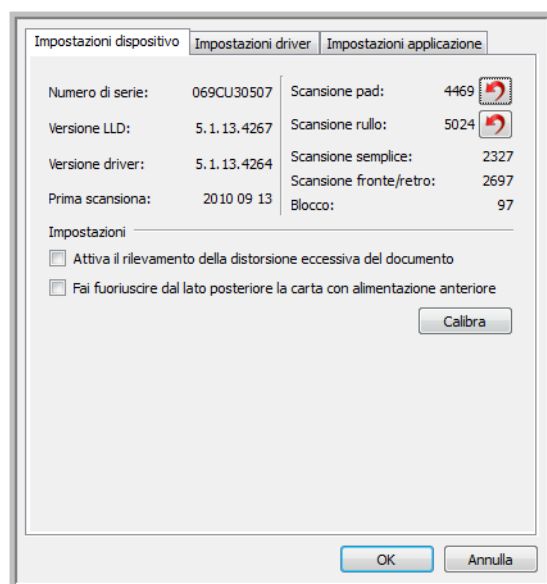 Impostazioni dispositivo Impostazioni driver Impostazioni applicazione
Numero di serie: 069CU30507
Versione LLD: 5.1.13.4267
Versione driver: 5.1.13.4264
Prima scansiona: 2010 09 13
Scansione pad: 4469
Scansione rullo: 5024
Scansione semplice: 2327
Scansione fronte/retro: 2697
Blocco: 97
Impostazioni
Attiva il rilevamento della distorsione eccessiva del documento
Fai fuoriuscire dal lato posteriore la carta con alimentazione anteriore
Calibra
OK Annulla